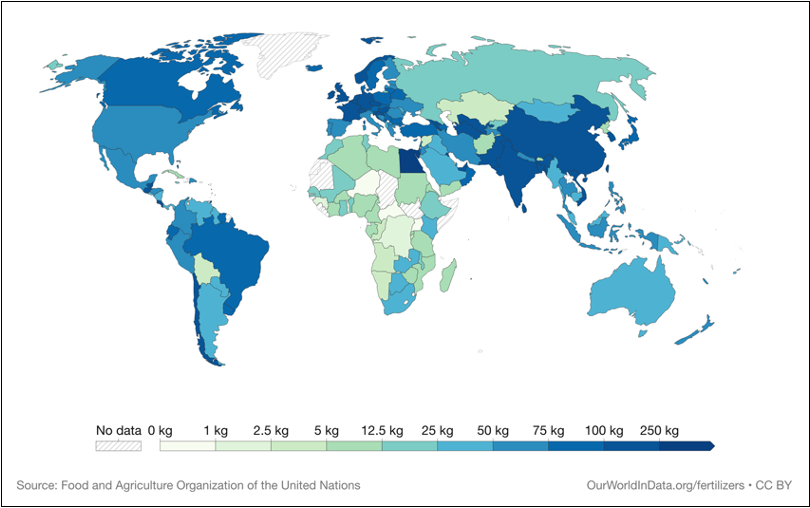 No data 0 kg 1 kg 2.5 kg 5 kg 12.5 kg 25 kg 50 kg 75 kg 100 kg 250 kg
Source: Food and Agriculture Organization of the United Nations OurWorldInData.org/fertilizers • CC BY